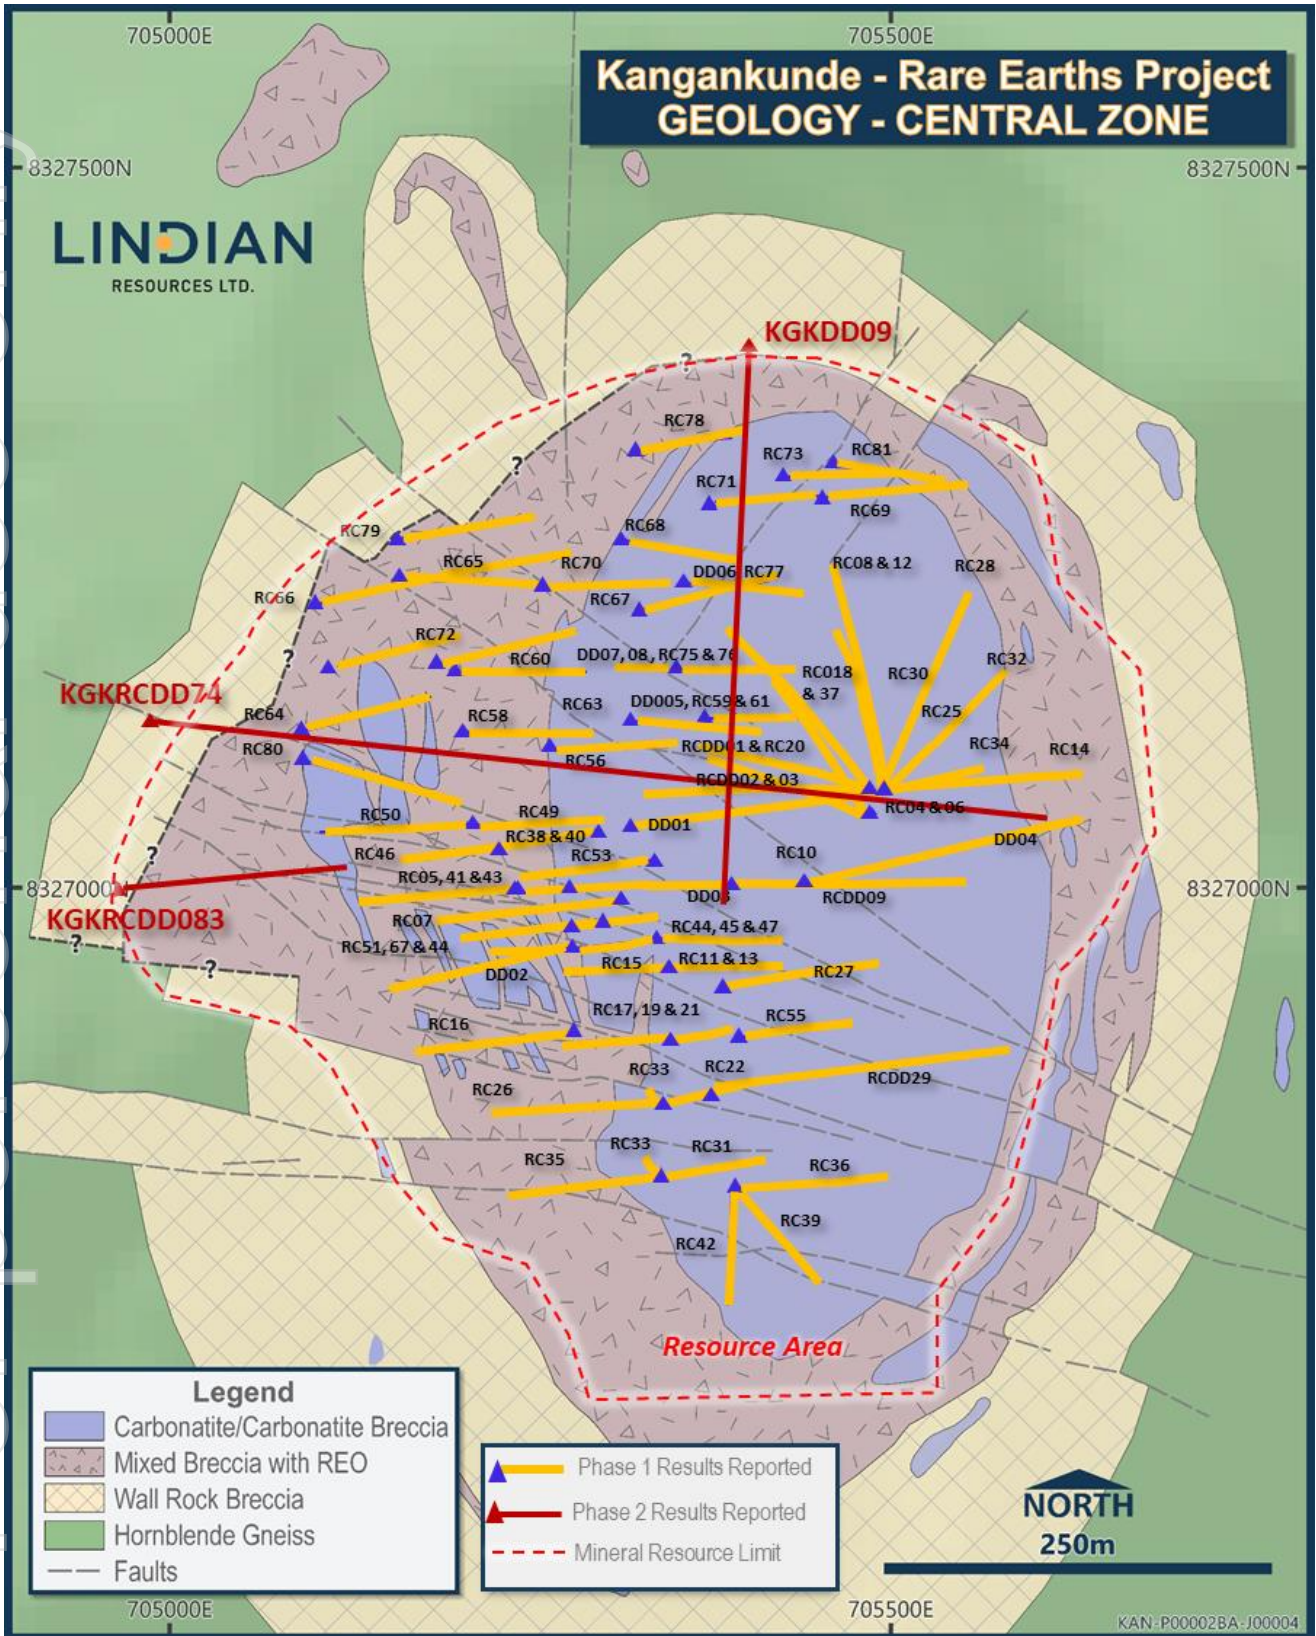 705000E
705500E
Kangankunde - Rare Earths Project
GEOLOGY - CENTRAL ZONE
8327500N
8327500N
LINDIAN
RESOURCES LTD.
KGKDD09
?
RC78
RC73
RC81
?
RC71
RC69
RC79
RC68
RC65
RC70
DD06
RC77
RC08 & 12
RC28
RC66
RC67
RC72
?
RC60
DD07, 08, RC75 & 76
RC018
& 37
RC30
RC32
KGKRCDD74
RC64
RC58
RC63
DD005, RC59 & 61
RC25
RC80
RC56
RCDD01 & RC20
RC34
RC14
RCDD02 & 03
RC50
RC49
RC04 & 06
RC38 & 40
DD01
DD04
?
RC46
RC53
RC10
RC05, 41 & 43
8327000N
DD03
RCDD09
8327000N
KGKRCDD083
RC07
RC44, 45 & 47
?
RC51, 67 & 44
?
DD02
RC15
RC11 & 13
RC27
RC16
RC17, 19 & 21
RC55
RC33
RC22
RCDD29
RC26
RC33
RC31
RC35
RC36
RC39
RC42
Resource Area
Legend
Carbonatite/Carbonatite Breccia
Mixed Breccia with REO
Wall Rock Breccia
Hornblende Gneiss
Faults
Phase 1 Results Reported
Phase 2 Results Reported
Mineral Resource Limit
NORTH
250m
705000E
705500E
KAN-P00002BA-J00004